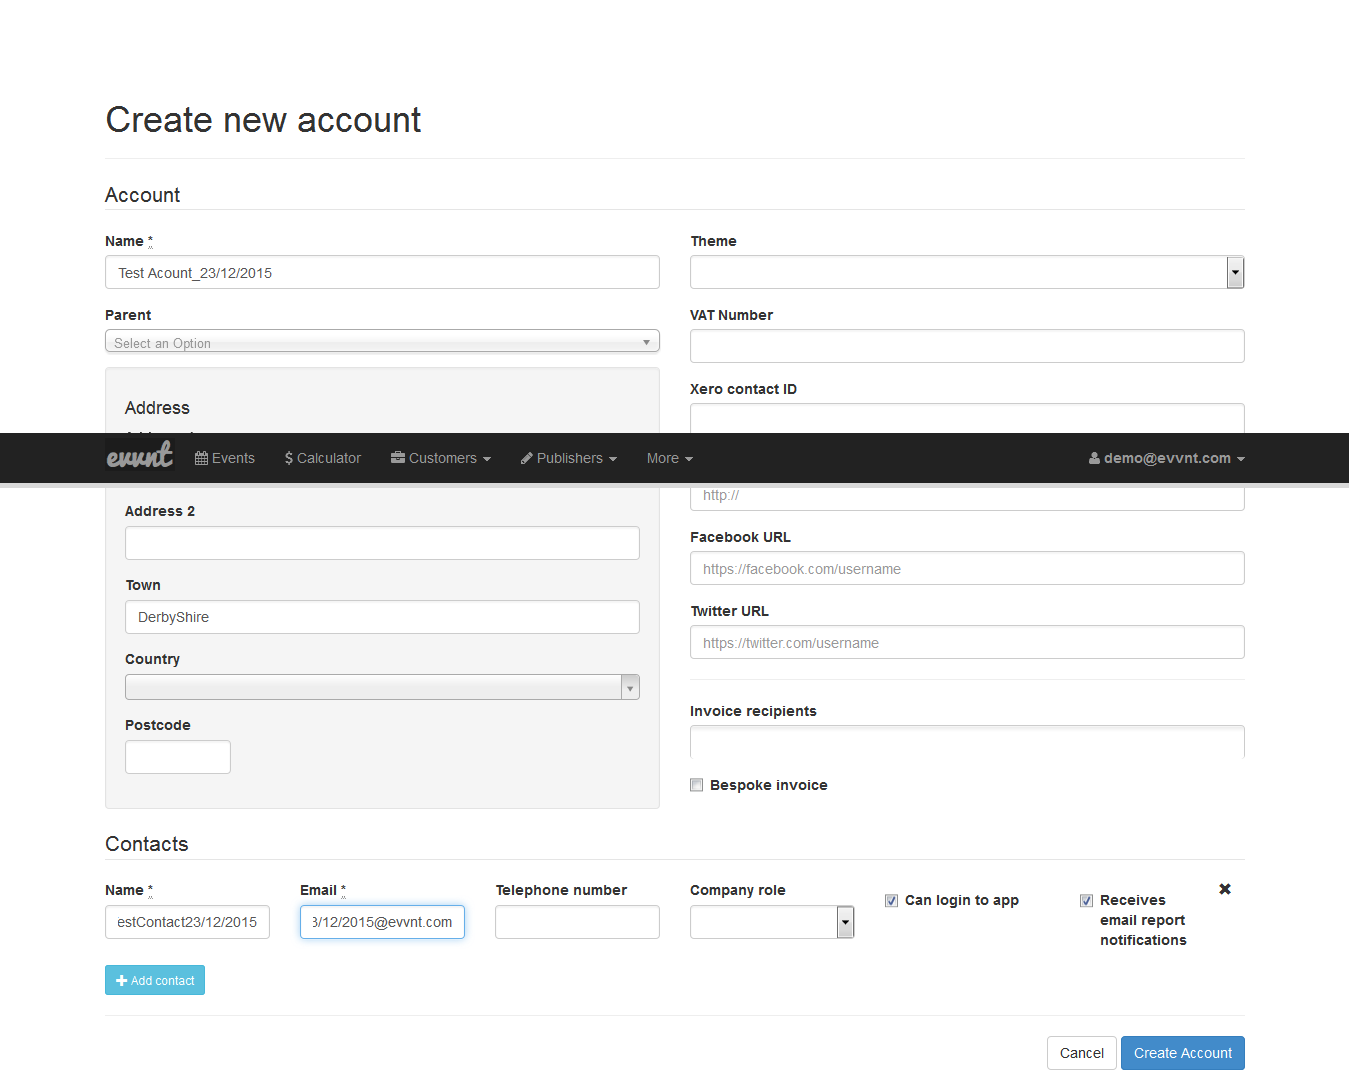 Create new account
Account
Name *
Theme
Test Acount_23/12/2015
Parent
VAT Number
Select an Option
Xero contact ID
Address
evvnt Events $ Calculator Customers Publishers More demo@evvnt.com
http://
Address 2
Facebook URL
https://facebook.com/username
Town
Twitter URL
DerbyShire
https://twitter.com/username
Country
Invoice recipients
Postcode
Bespoke invoice
Contacts
Name *
Email *
Telephone number
Company role
Can login to app
Receives
email report
notifications
estContact23/12/2015
3/12/2015@evvnt.com
Add contact
Cancel
Create Account